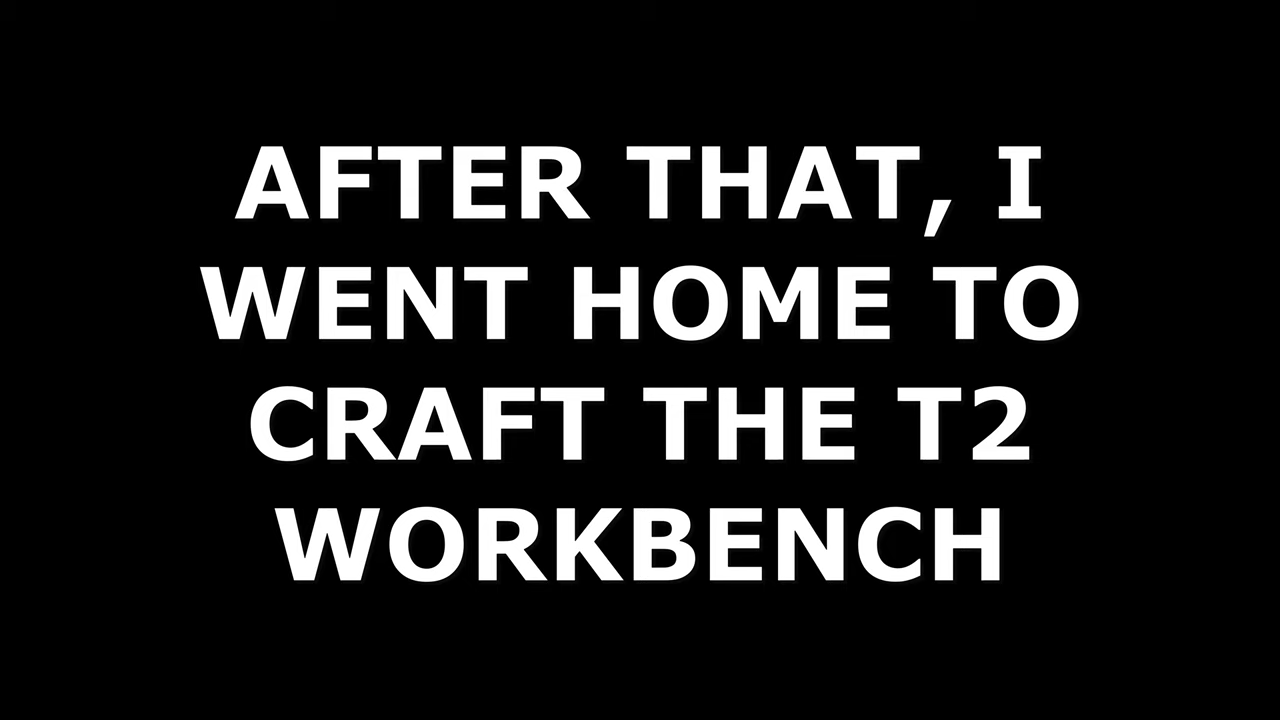 AFTER THAT, I
WENT HOME TO
CRAFT THE T2
WORKBENCH